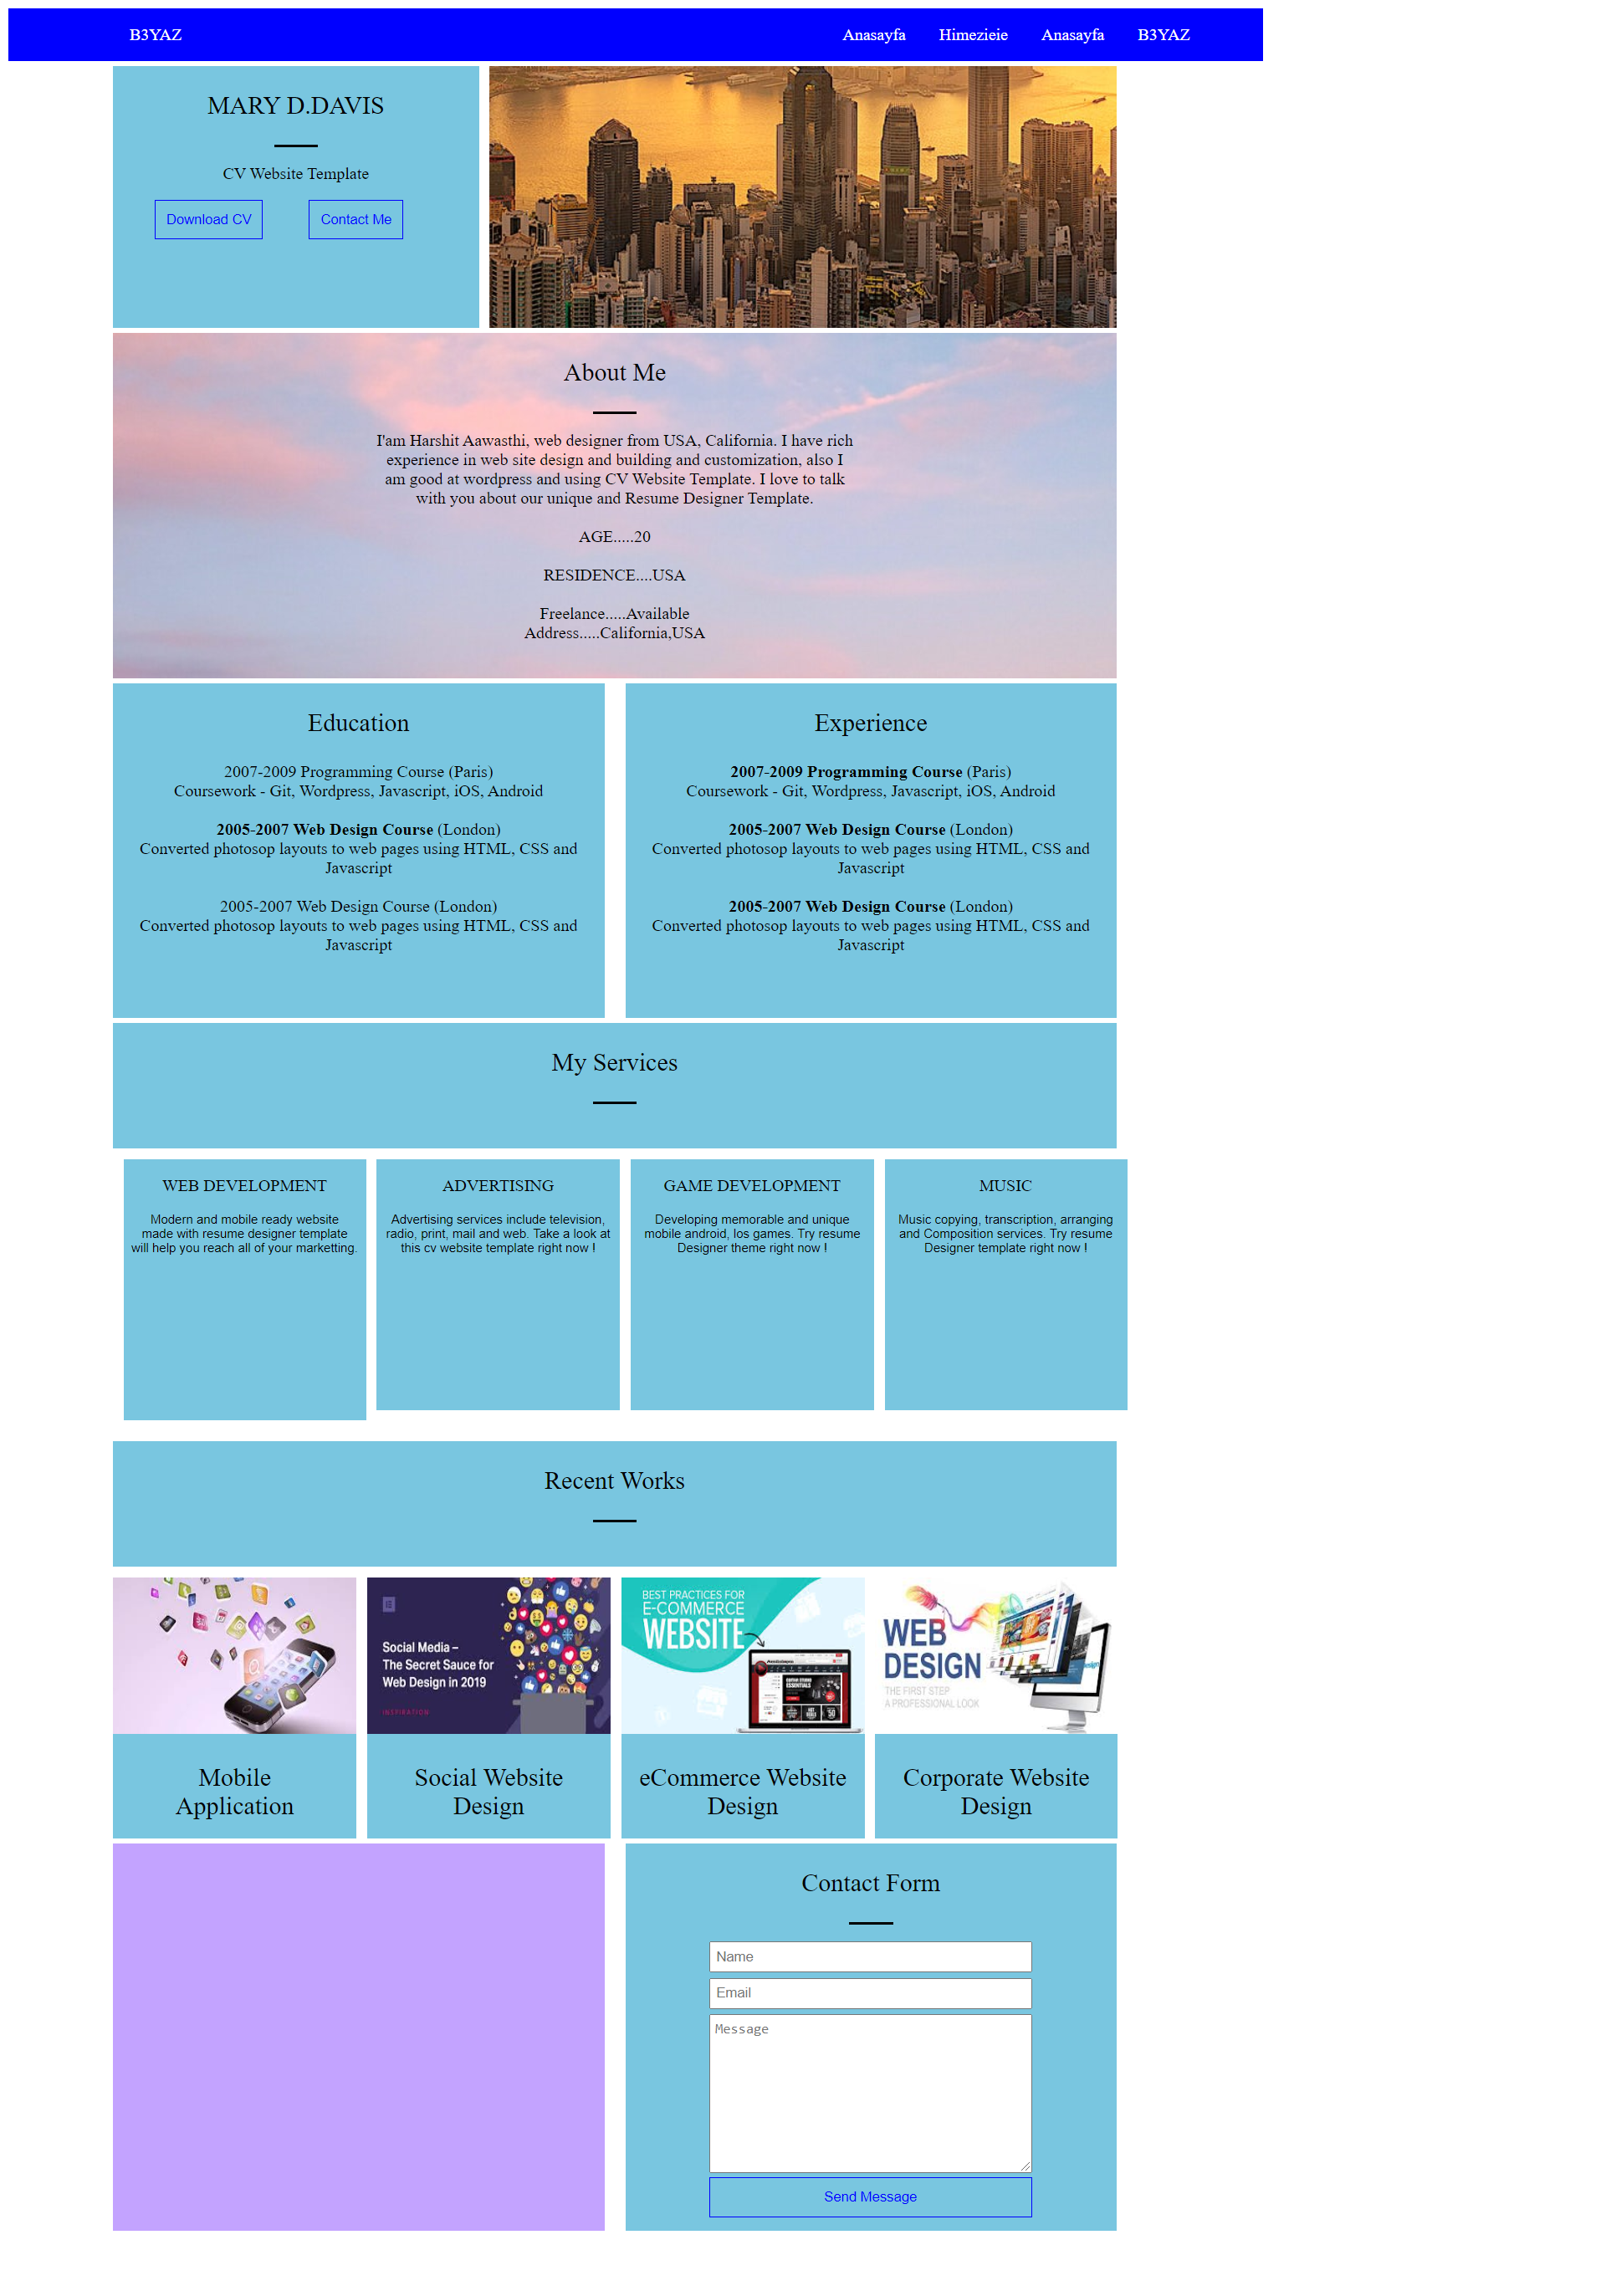 B3YAZ
Anasayfa Himezieie Anasayfa B3YAZ
MARY D.DAVIS
CV Website Template
Download CV Contact Me
About Me
I'am Harshit Aawasthi, web designer from USA, California. I have rich
experience in web site design and building and customization, also I
am good at wordpress and using CV Website Template. I love to talk
with you about our unique and Resume Designer Template.
AGE.....20
RESIDENCE....USA
Freelance.....Available
Address.....California,USA
Education
2007-2009 Programming Course (Paris)
Coursework - Git, Wordpress, Javascript, iOS, Android
2005-2007 Web Design Course (London)
Converted photosop layouts to web pages using HTML, CSS and
Javascript
2005-2007 Web Design Course (London)
Converted photosop layouts to web pages using HTML, CSS and
Javascript
Experience
2007-2009 Programming Course (Paris)
Coursework - Git, Wordpress, Javascript, iOS, Android
2005-2007 Web Design Course (London)
Converted photosop layouts to web pages using HTML, CSS and
Javascript
2005-2007 Web Design Course (London)
Converted photosop layouts to web pages using HTML, CSS and
Javascript
My Services
WEB DEVELOPMENT
Modern and mobile ready website
made with resume designer template
will help you reach all of your marketting.
ADVERTISING
Advertising services include television,
radio, print, mail and web. Take a look at
this cv website template right now !
GAME DEVELOPMENT
Developing memorable and unique
mobile android, Ios games. Try resume
Designer theme right now !
MUSIC
Music copying, transcription, arranging
and Composition services. Try resume
Designer template right now !
Recent Works
Social Media –
The Secret Sauce for
Web Design in 2019
INSPIRATION
BEST PRACTICES FOR
E-COMMERCE
WEBSITE
WEB
DESIGN
THE FIRST STEP
A PROFESSIONAL LOOK
Mobile
Application
Social Website
Design
eCommerce Website
Design
Corporate Website
Design
Contact Form
Name
Email
Message
Send Message